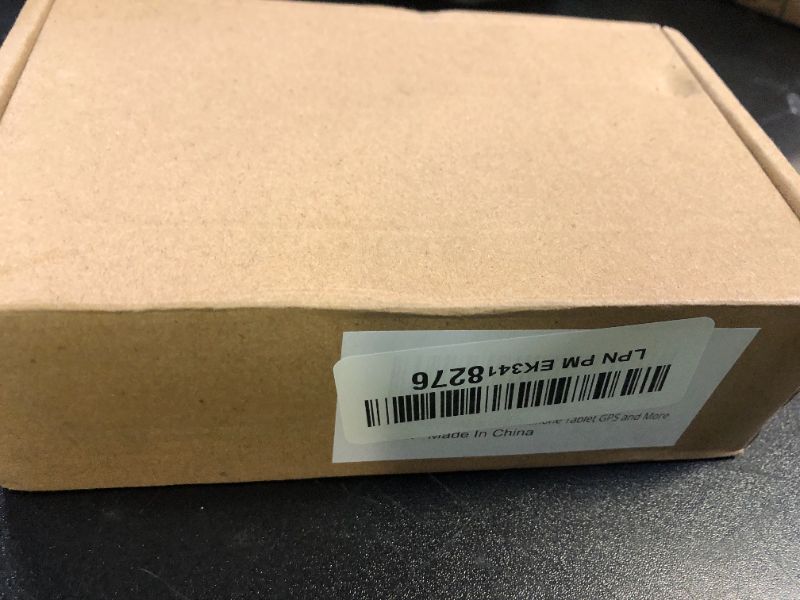 LPN PM EK3418276
Tablet GPS and More
Made In China